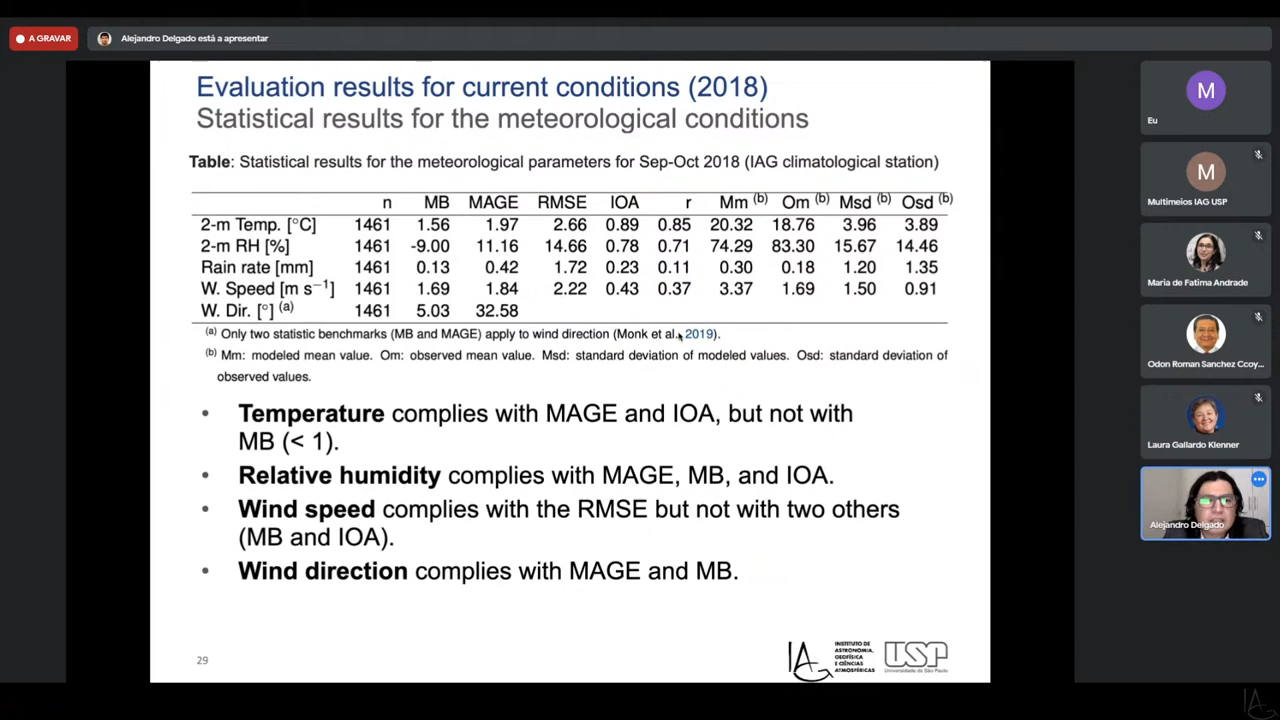 A GRAVAR
Alejandro Delgado está a apresentar
Evaluation results for current conditions (2018)
Statistical results for the meteorological conditions
Table: Statistical results for the meteorological parameters for Sep-Oct 2018 (IAG climatological station)
n MB MAGE RMSE IOA r Mm (b) Om (b) Msd (b) Osd (b)
2-m Temp. [°C] 1461 1.56 1.97 2.66 0.89 0.85 20.32 18.76 3.96 3.89
2-m RH [%] 1461 -9.00 11.16 14.66 0.78 0.71 74.29 83.30 15.67 14.46
Rain rate [mm] 1461 0.13 0.42 1.72 0.23 0.11 0.30 0.18 1.20 1.35
W. Speed [m s⁻¹] 1461 1.69 1.84 2.22 0.43 0.37 3.37 1.69 1.50 0.91
W. Dir. [°] (a) 1461 5.03 32.58
(a) Only two statistic benchmarks (MB and MAGE) apply to wind direction (Monk et al., 2019).
(b) Mm: modeled mean value. Om: observed mean value. Msd: standard deviation of modeled values. Osd: standard deviation of
observed values.
• Temperature complies with MAGE and IOA, but not with
MB (< 1).
• Relative humidity complies with MAGE, MB, and IOA.
• Wind speed complies with the RMSE but not with two others
(MB and IOA).
• Wind direction complies with MAGE and MB.
29
IAG
INSTITUTO DE
ASTRONOMIA,
GEOFÍSICA
E CIÊNCIAS
ATMOSFÉRICAS
USP
Universidade de São Paulo
M
Eu
M
Multimeios IAG USP
Maria de Fatima Andrade
Odon Roman Sanchez Ccoy...
Laura Gallardo Klenner
Alejandro Delgado
IAG